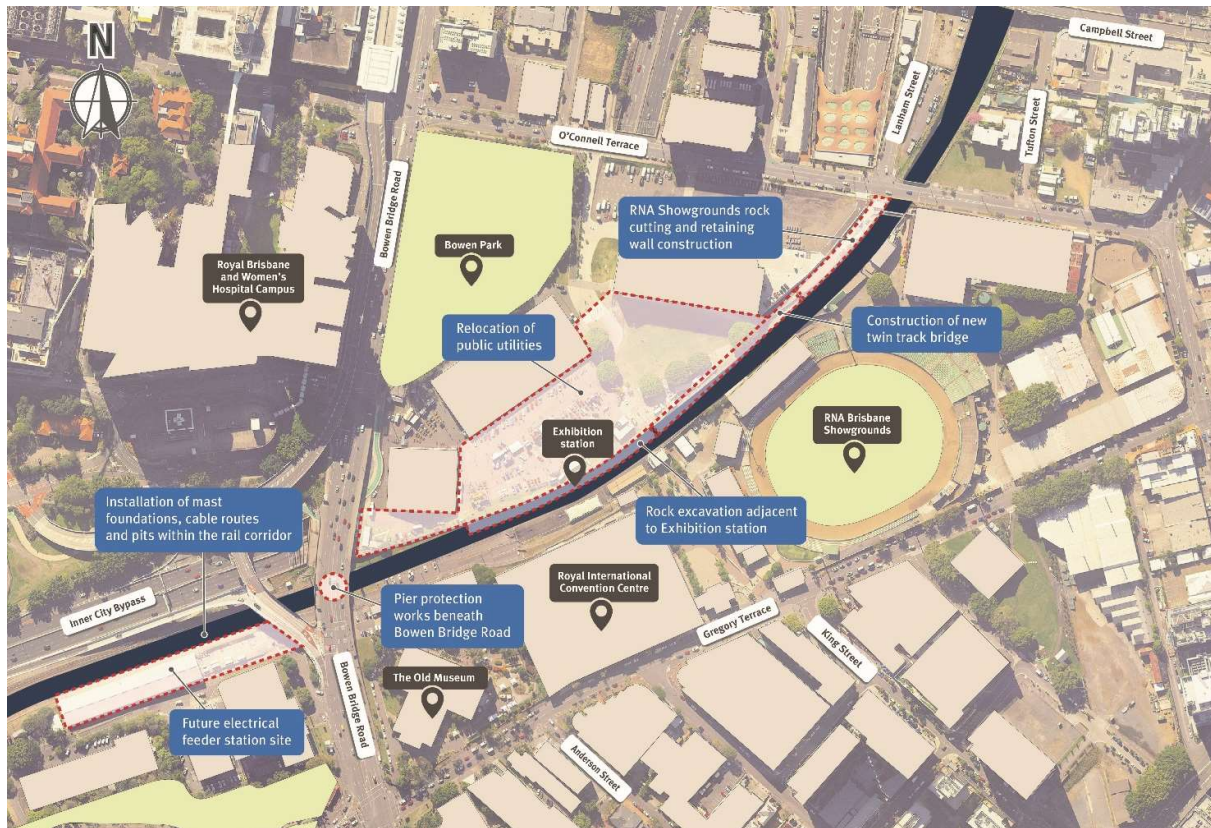 N
Campbell Street
Lanham Street
Tufton Street
O'Connell Terrace
Bowen Bridge Road
RNA Showgrounds rock
cutting and retaining
wall construction
Bowen Park
Royal Brisbane
and Women's
Hospital Campus
Relocation of
public utilities
Construction of new
twin track bridge
Exhibition
station
RNA Brisbane
Showgrounds
Installation of mast
foundations, cable routes
and pits within the rail corridor
Rock excavation adjacent
to Exhibition station
Inner City Bypass
Pier protection
works beneath
Bowen Bridge Road
Royal International
Convention Centre
Gregory Terrace
King Street
Bowen Bridge Road
The Old Museum
Future electrical
feeder station site
Anderson Street